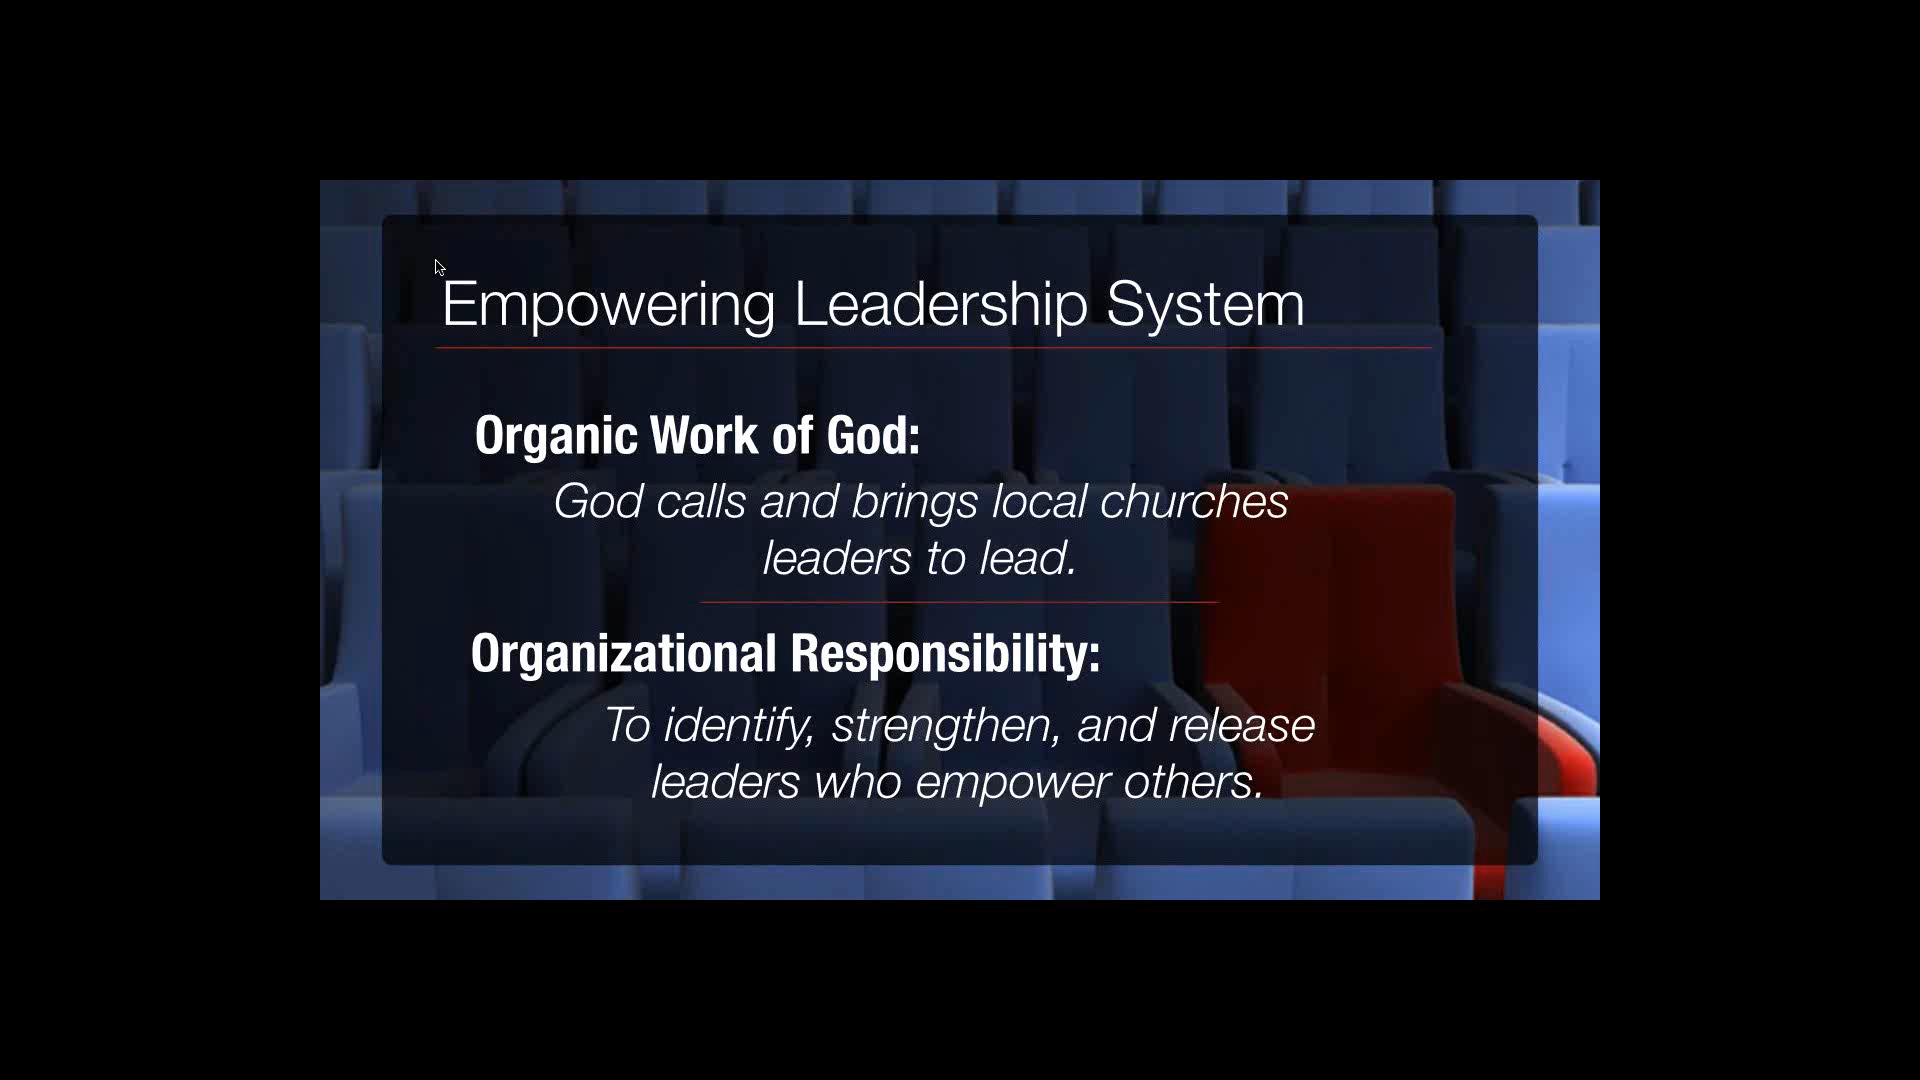 Empowering Leadership System
Organic Work of God:
God calls and brings local churches
leaders to lead.
Organizational Responsibility:
To identify, strengthen, and release
leaders who empower others.